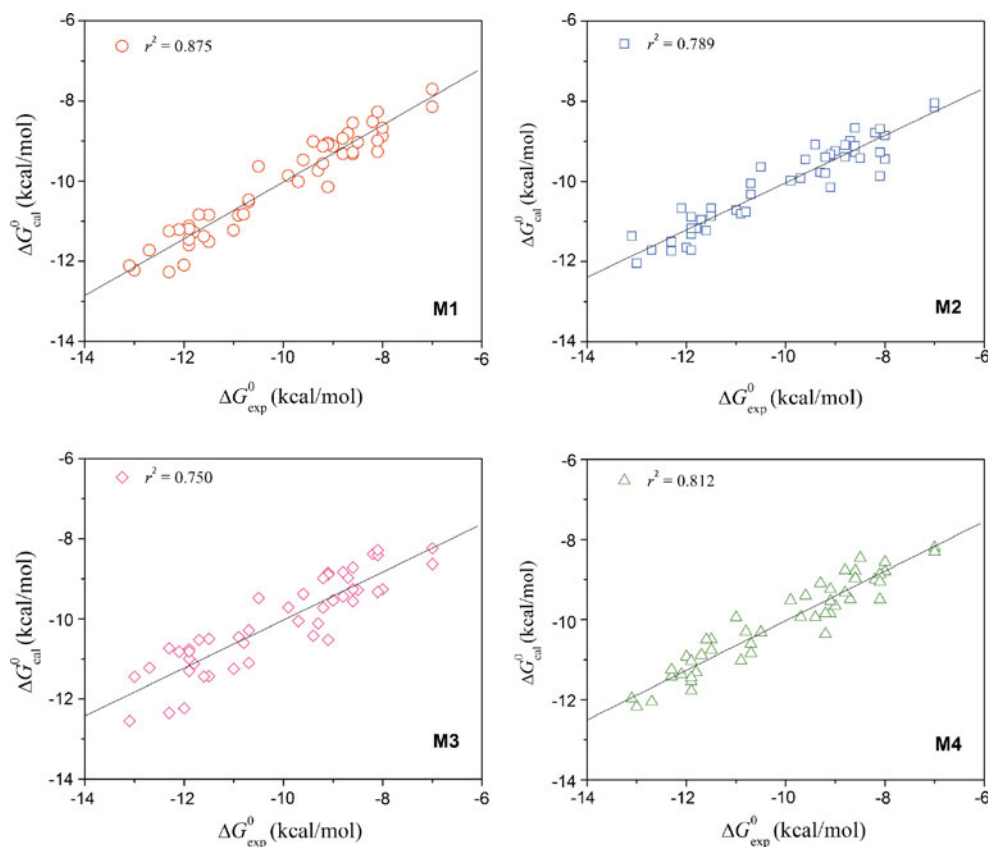 -6
r² = 0.875
-8
-10
-12
-14
ΔG⁰cal (kcal/mol)
M1
-14 -12 -10 -8 -6
ΔG⁰exp (kcal/mol)
-6
r² = 0.789
-8
-10
-12
-14
ΔG⁰cal (kcal/mol)
M2
-14 -12 -10 -8 -6
ΔG⁰exp (kcal/mol)
-6
r² = 0.750
-8
-10
-12
-14
ΔG⁰cal (kcal/mol)
M3
-14 -12 -10 -8 -6
ΔG⁰exp (kcal/mol)
-6
r² = 0.812
-8
-10
-12
-14
ΔG⁰cal (kcal/mol)
M4
-14 -12 -10 -8 -6
ΔG⁰exp (kcal/mol)